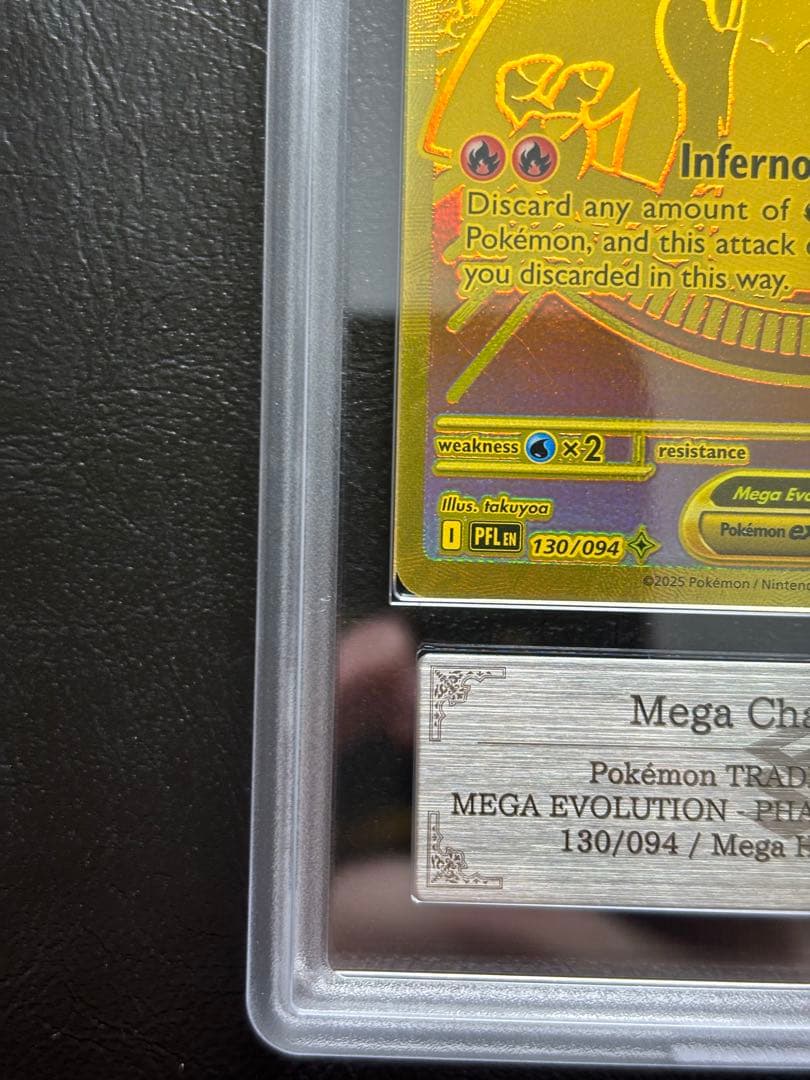 Inferno
Discard any amount of
Pokémon, and this attack
you discarded in this way.
weakness ×2 resistance
Illus. takuyoa
Mega Evo
I PFL EN 130/094
Pokémon ex
©2025 Pokémon / Nintend
Mega Cha
Pokémon TRAD
MEGA EVOLUTION - PHA
130/094 / Mega H